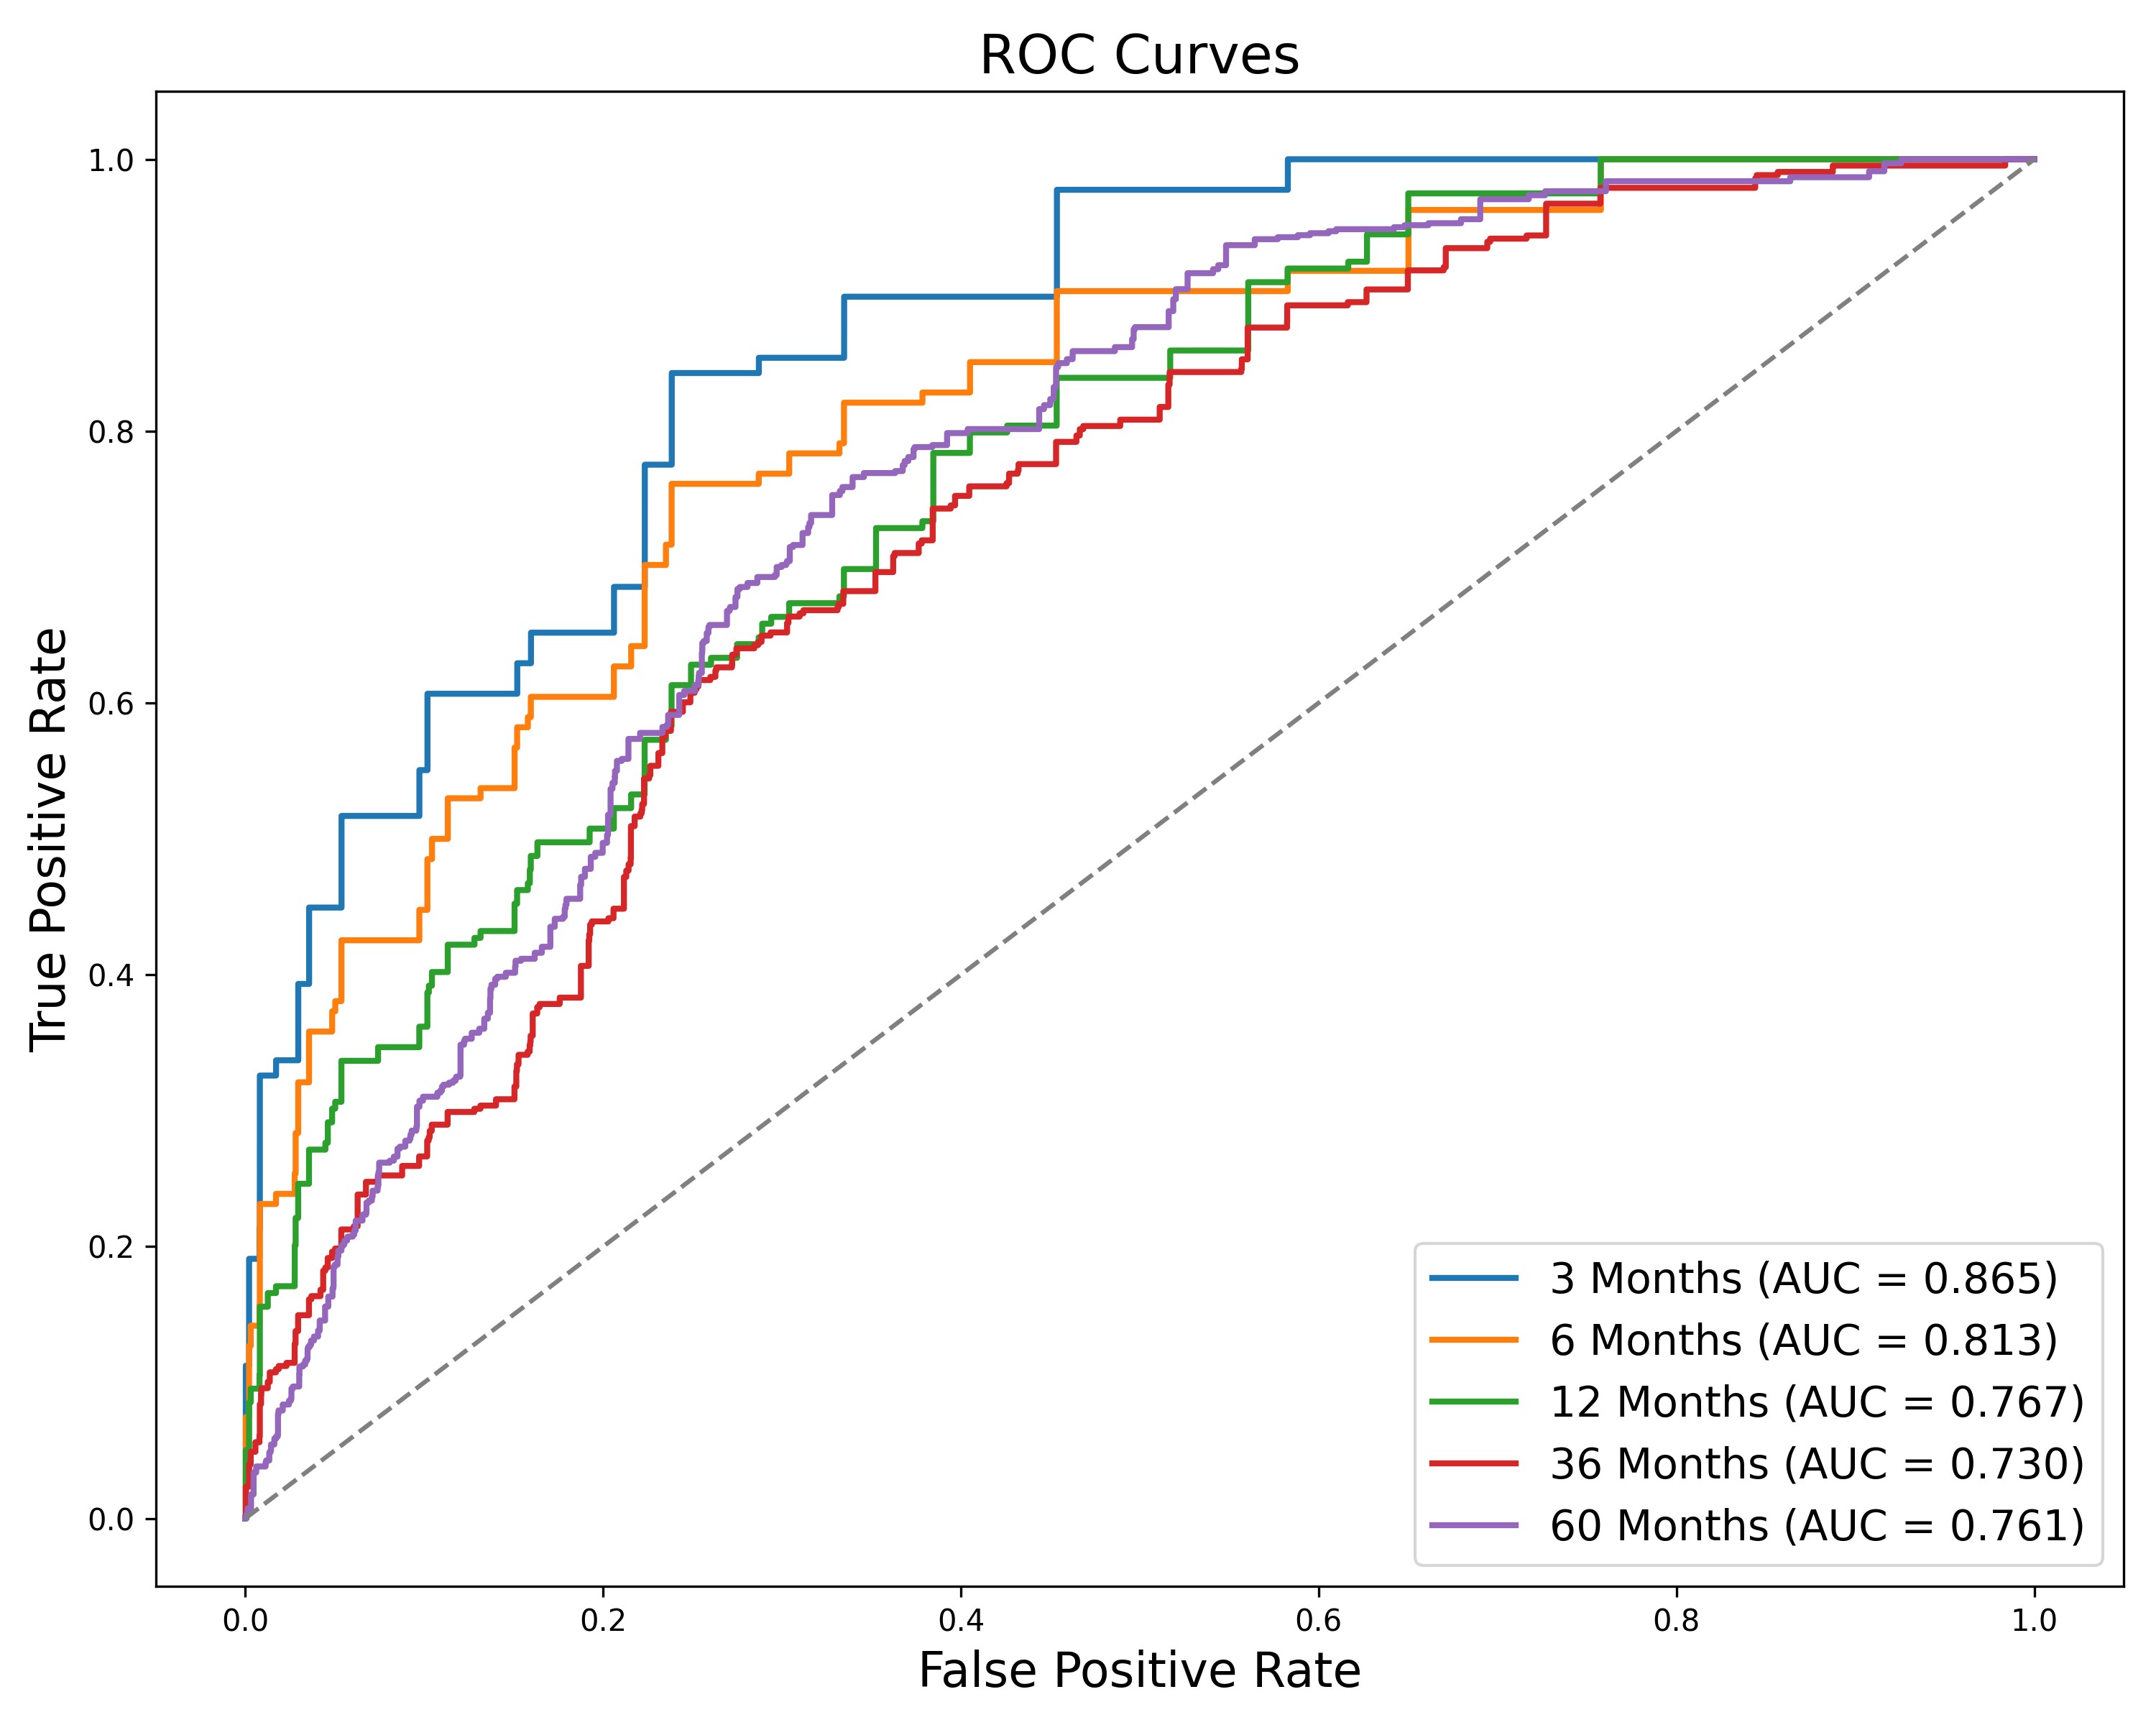 ROC Curves
True Positive Rate
1.0
0.8
0.6
0.4
0.2
0.0
0.0 0.2 0.4 0.6 0.8 1.0
False Positive Rate
3 Months (AUC = 0.865)
6 Months (AUC = 0.813)
12 Months (AUC = 0.767)
36 Months (AUC = 0.730)
60 Months (AUC = 0.761)